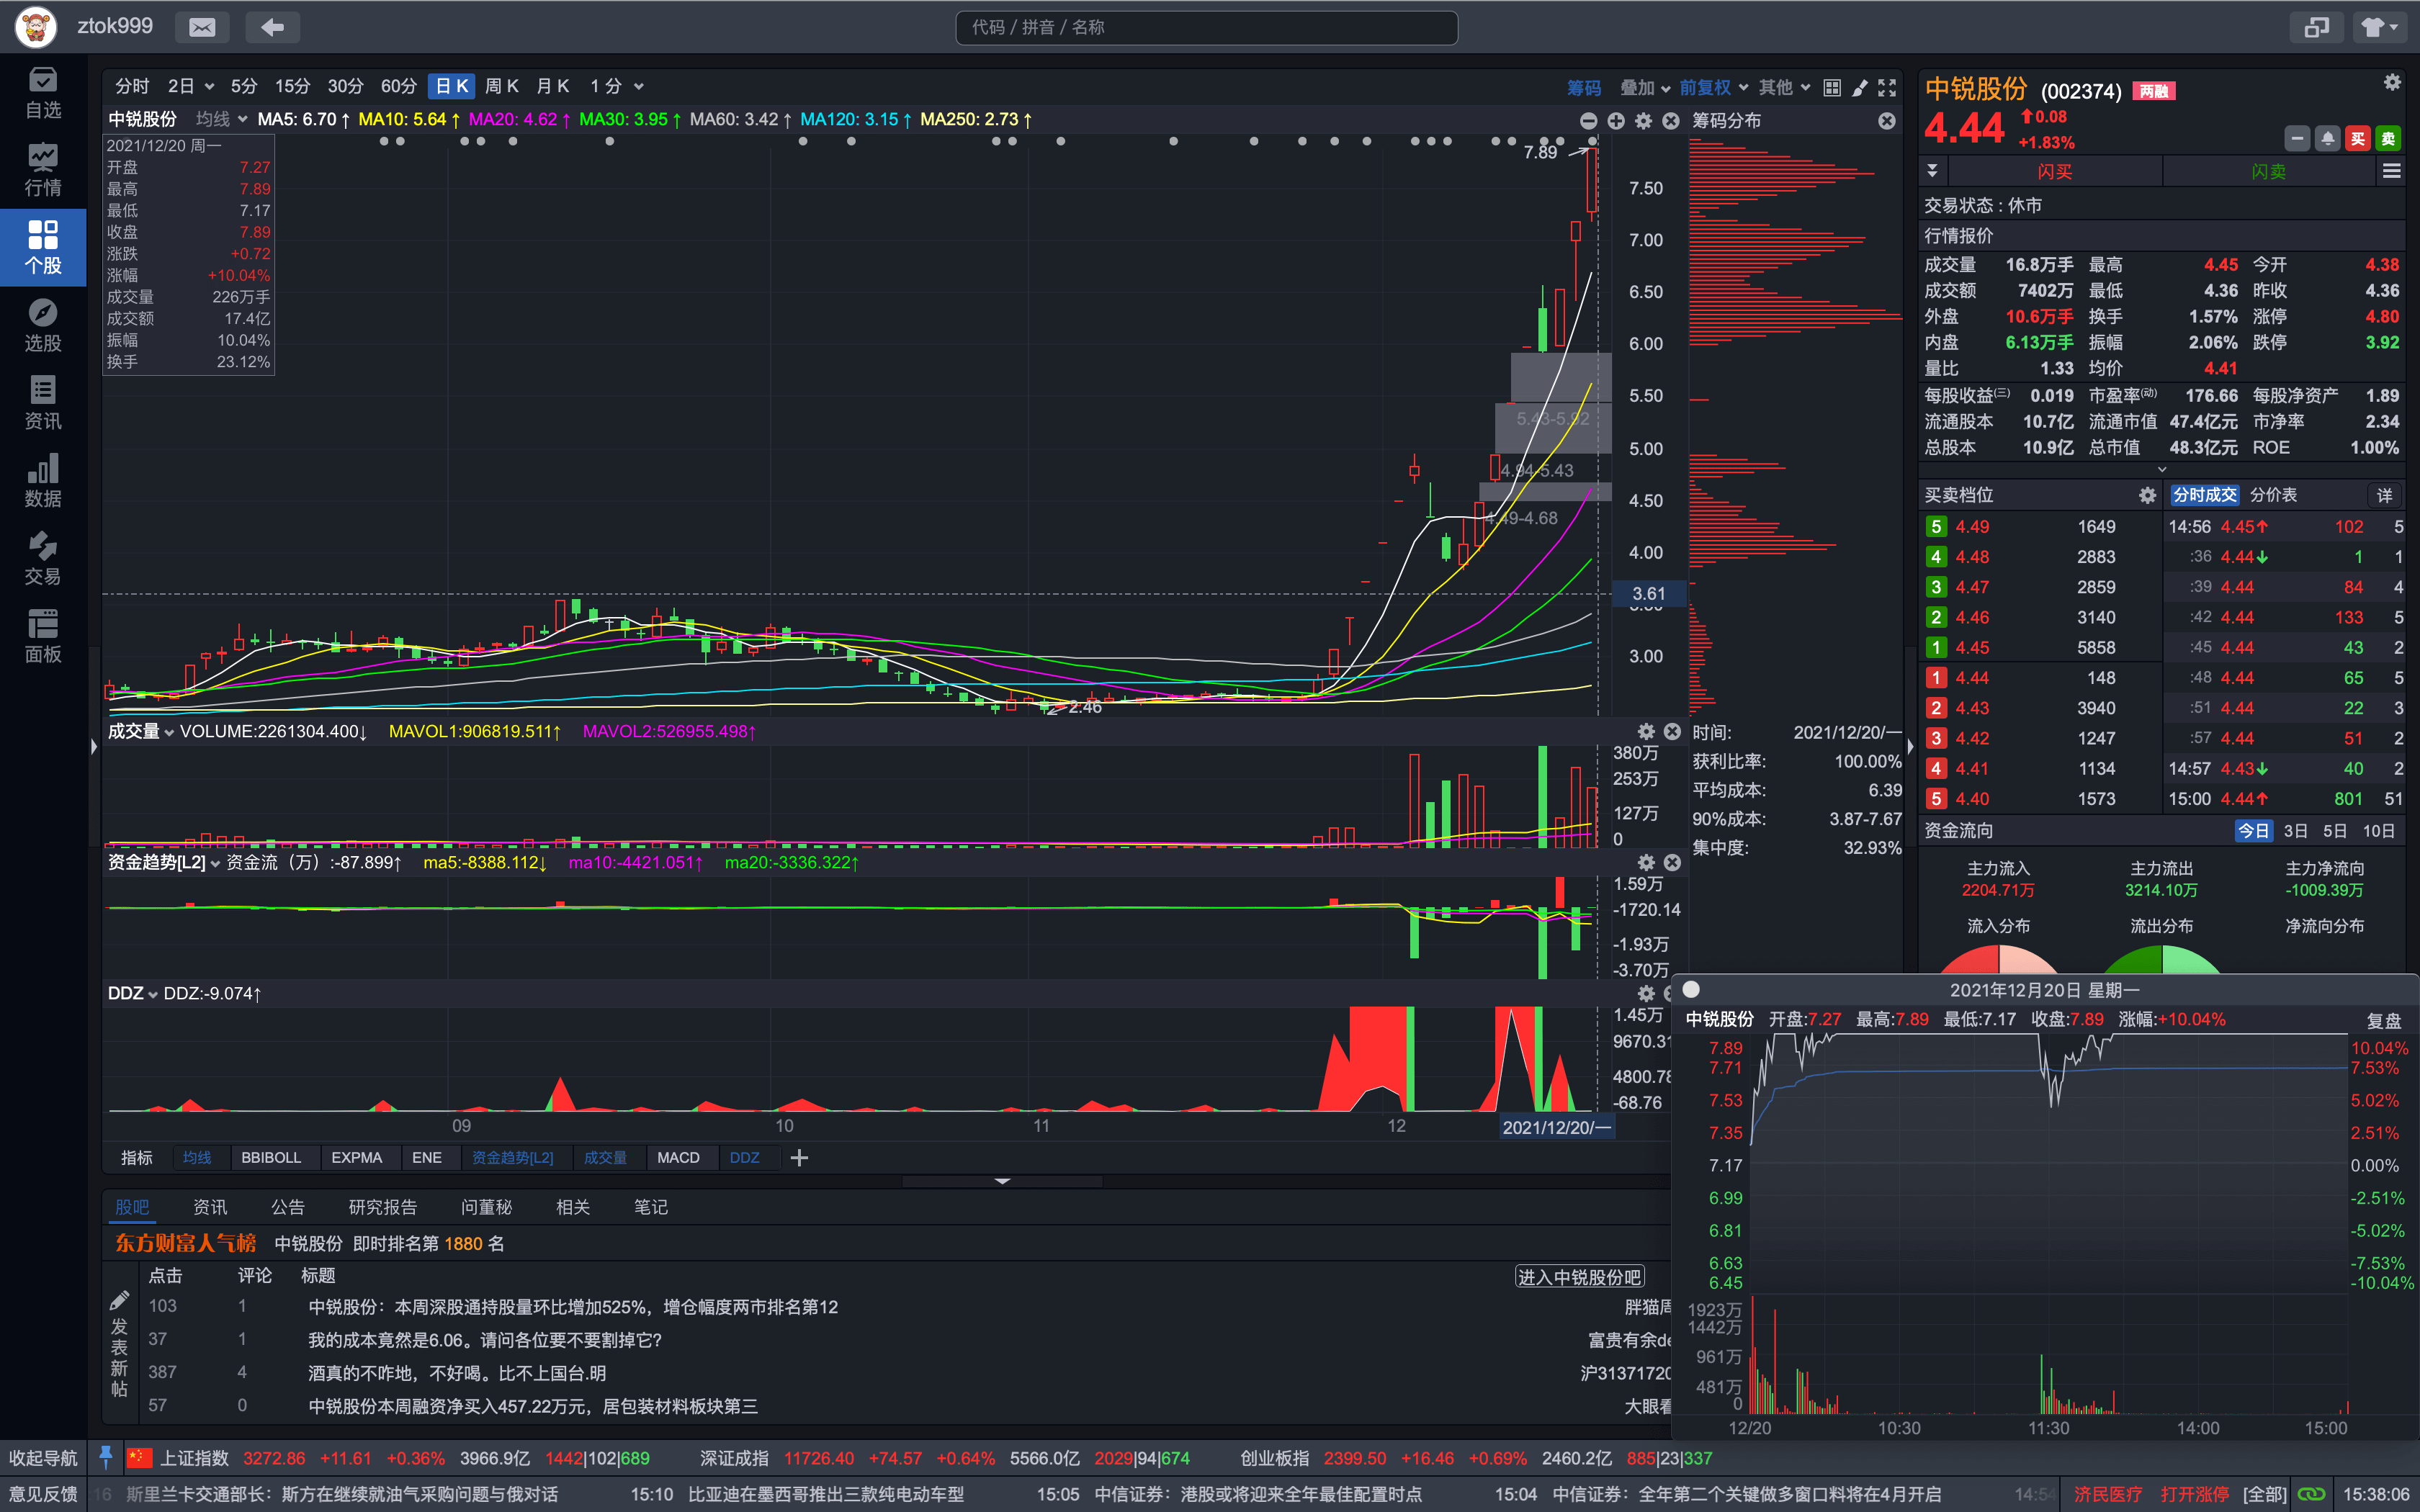 ztok999
代码 / 拼音 / 名称
自选
行情
个股
选股
资讯
数据
交易
面板
分时 2日 5分 15分 30分 60分 日K 周K 月K 1分 筹码 叠加 前复权 其他
中锐股份 均线 MA5: 6.70↑ MA10: 5.64↑ MA20: 4.62↑ MA30: 3.95↑ MA60: 3.42↑ MA120: 3.15↑ MA250: 2.73↑ 筹码分布
2021/12/20 周一
开盘 7.27
最高 7.89
最低 7.17
收盘 7.89
涨跌 +0.72
涨幅 +10.04%
成交量 226万手
成交额 17.4亿
振幅 10.04%
换手 23.12%
7.89
7.50
7.00
6.50
6.00
5.50
5.43-5.92
5.00
4.94-5.43
4.50
4.49-4.68
4.00
3.61
3.00
2.46
成交量 VOLUME:2261304.400↓ MAVOL1:906819.511↑ MAVOL2:526955.498↑
380万
253万
127万
0
时间: 2021/12/20/一
获利比率: 100.00%
平均成本: 6.39
90%成本: 3.87-7.67
集中度: 32.93%
资金趋势[L2] 资金流（万）:-87.899↑ ma5:-8388.112↓ ma10:-4421.051↑ ma20:-3336.322↑
1.59万
-1720.14
-1.93万
-3.70万
DDZ DDZ:-9.074↑
1.45万
9670.31
4800.78
-68.76
09 10 11 12 2021/12/20/一
指标 均线 BBIBOLL EXPMA ENE 资金趋势[L2] 成交量 MACD DDZ
股吧 资讯 公告 研究报告 问董秘 相关 笔记
东方财富人气榜 中锐股份 即时排名第 1880 名
点击 评论 标题 进入中锐股份吧
103 1 中锐股份：本周深股通持股量环比增加525%，增仓幅度两市排名第12 胖猫周
37 1 我的成本竟然是6.06。请问各位要不要割掉它? 富贵有余de
387 4 酒真的不咋地，不好喝。比不上国台.明 沪31371720
57 0 中锐股份本周融资净买入457.22万元，居包装材料板块第三 大眼看
发表新帖
中锐股份 (002374) 两融
4.44 0.08
+1.83%
买 卖
闪买 闪卖
交易状态：休市
行情报价
成交量 16.8万手 最高 4.45 今开 4.38
成交额 7402万 最低 4.36 昨收 4.36
外盘 10.6万手 换手 1.57% 涨停 4.80
内盘 6.13万手 振幅 2.06% 跌停 3.92
量比 1.33 均价 4.41
每股收益(三) 0.019 市盈率(动) 176.66 每股净资产 1.89
流通股本 10.7亿 流通市值 47.4亿元 市净率 2.34
总股本 10.9亿 总市值 48.3亿元 ROE 1.00%
买卖档位 分时成交 分价表 详
5 4.49 1649 14:56 4.45↑ 102 5
4 4.48 2883 :36 4.44↓ 1 1
3 4.47 2859 :39 4.44 84 4
2 4.46 3140 :42 4.44 133 5
1 4.45 5858 :45 4.44 43 2
1 4.44 148 :48 4.44 65 5
2 4.43 3940 :51 4.44 22 3
3 4.42 1247 :57 4.44 51 2
4 4.41 1134 14:57 4.43↓ 40 2
5 4.40 1573 15:00 4.44↑ 801 51
资金流向 今日 3日 5日 10日
主力流入 主力流出 主力净流向
2204.71万 3214.10万 -1009.39万
流入分布 流出分布 净流向分布
2021年12月20日 星期一
中锐股份 开盘:7.27 最高:7.89 最低:7.17 收盘:7.89 涨幅:+10.04% 复盘
7.89 10.04%
7.71 7.53%
7.53 5.02%
7.35 2.51%
7.17 0.00%
6.99 -2.51%
6.81 -5.02%
6.63 -7.53%
6.45 -10.04%
1923万
1442万
961万
481万
0
12/20 10:30 11:30 14:00 15:00
收起导航 上证指数 3272.86 +11.61 +0.36% 3966.9亿 1442|102|689 深证成指 11726.40 +74.57 +0.64% 5566.0亿 2029|94|674 创业板指 2399.50 +16.46 +0.69% 2460.2亿 885|23|337
意见反馈 16 斯里兰卡交通部长：斯方在继续就油气采购问题与俄对话 15:10 比亚迪在墨西哥推出三款纯电动车型 15:05 中信证券：港股或将迎来全年最佳配置时点 15:04 中信证券：全年第二个关键做多窗口料将在4月开启 14:54 济民医疗 打开涨停 [全部] 15:38:06